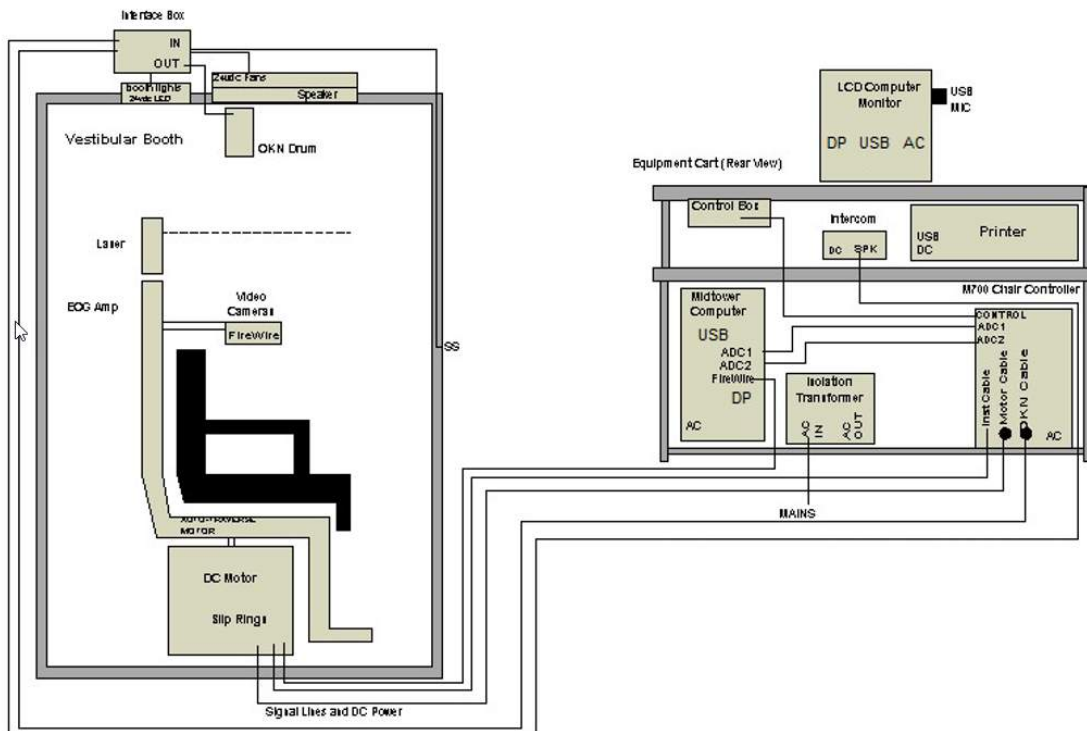 Interface Box
IN
OUT
booth lights
24vdc LED
24vdc Fans
Speaker
Vestibular Booth
OKN Drum
Laser
EOG Amp
Video
Cameras
FireWire
SS
AUTO-TRAVERSE
MOTOR
DC Motor
Slip Rings
Signal Lines and DC Power
LCD Computer
Monitor
DP USB AC
USB
MIC
Equipment Cart (Rear View)
Control Box
Intercom
DC SPK
Printer
USB
DC
M700 Chair Controller
Midtower
Computer
USB
ADC1
ADC2
FireWire
DP
AC
Isolation
Transformer
AC
IN
AC
OUT
MAINS
CONTROL
ADC1
ADC2
Inst Cable
Motor Cable
OKN Cable
AC